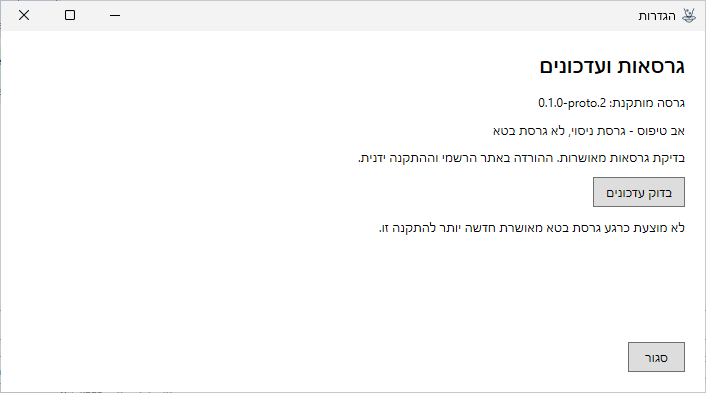 הגדרות
גרסאות ועדכונים
גרסה מותקנת: 0.1.0-proto.2
אב טיפוס - גרסת ניסוי, לא גרסת בטא
בדיקת גרסאות מאושרות. ההורדה באתר הרשמי וההתקנה ידנית.
בדוק עדכונים
לא מוצעת כרגע גרסת בטא מאושרת חדשה יותר להתקנה זו.
סגור